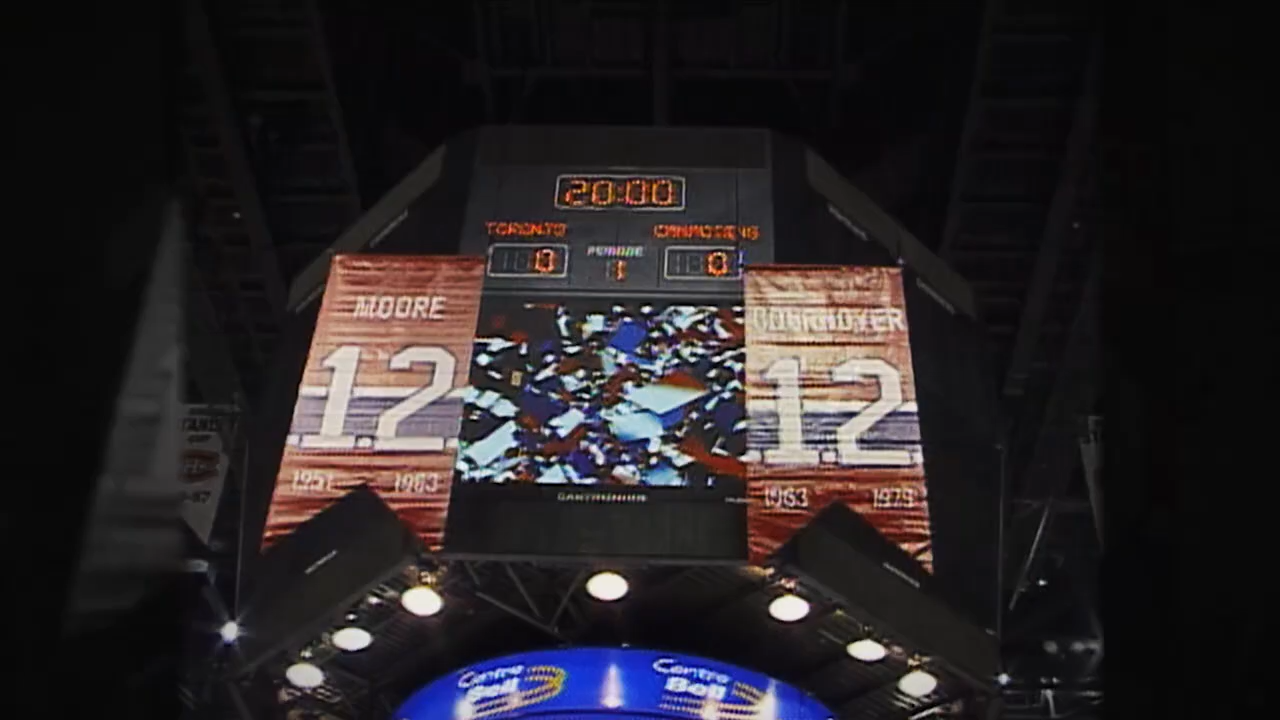 20:00
TORONTO
CANADIENS
PERIODE
0
1
0
MOORE
12
1951 1963
COURNOYER
12
1963 1979
DAKTRONICS
Centre
Bell
Centre
Bell